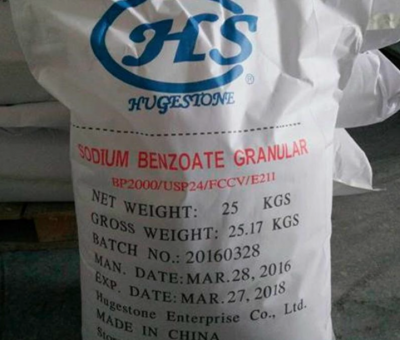 HS
®
HUGESTONE
SODIUM BENZOATE GRANULAR
BP2000/USP24/FCCV/E211
NET WEIGHT: 25 KGS
GROSS WEIGHT: 25.17 KGS
BATCH NO.: 20160328
MAN. DATE: MAR.28, 2016
EXP. DATE: MAR.27, 2018
Hugestone Enterprise Co., Ltd.
MADE IN CHINA